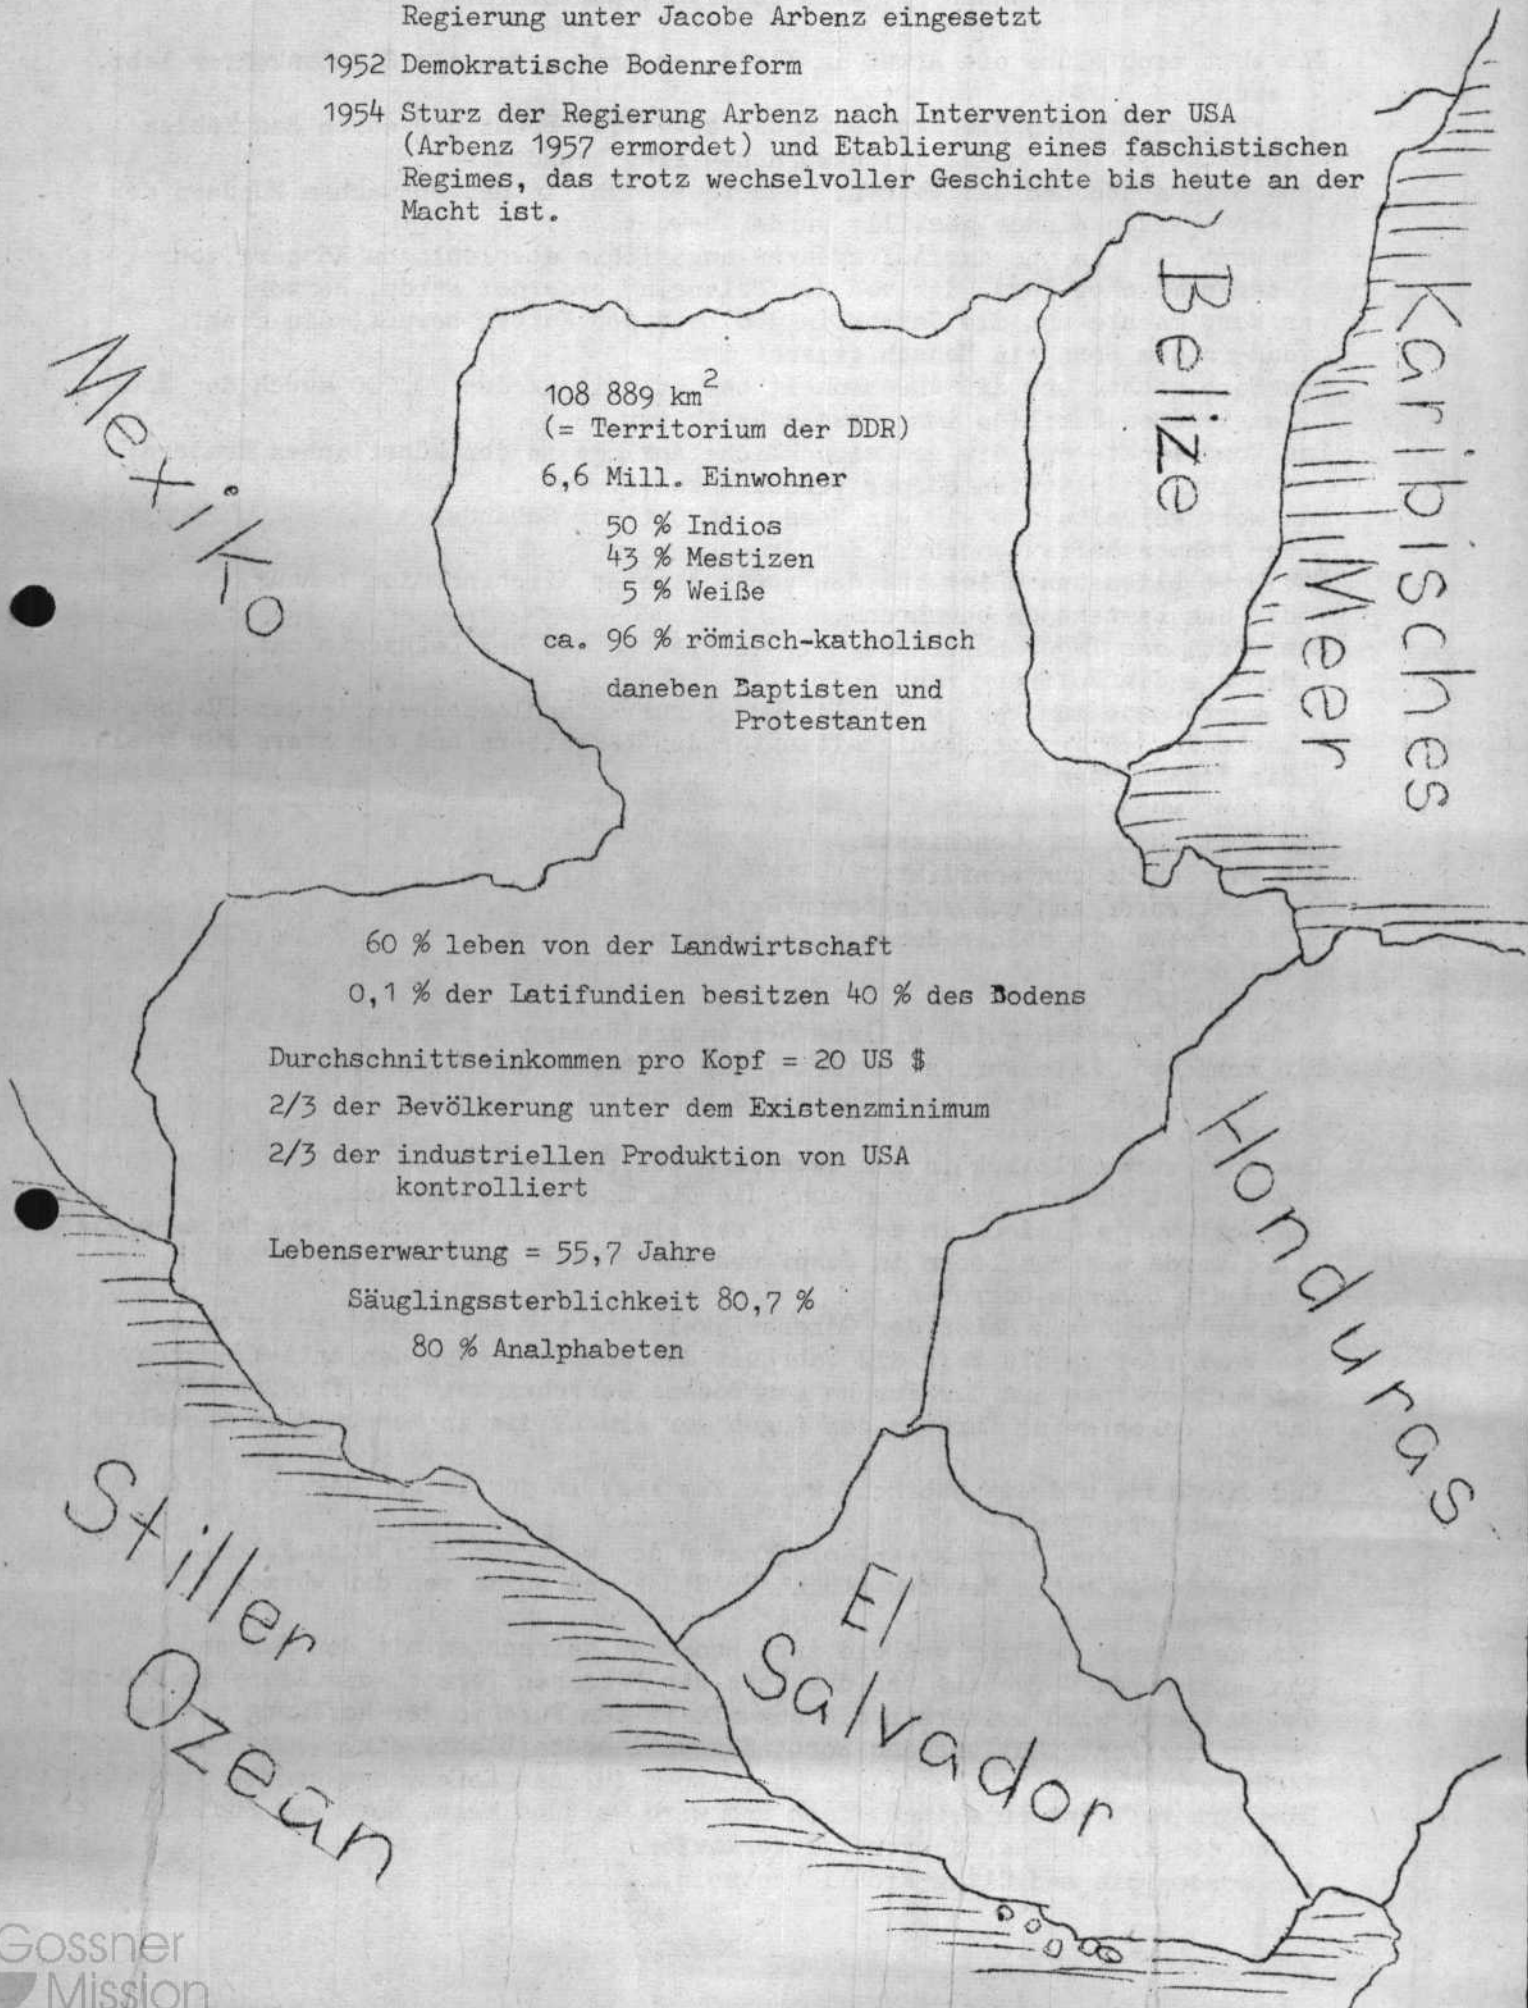 Regierung unter Jacobe Arbenz eingesetzt
1952 Demokratische Bodenreform
1954 Sturz der Regierung Arbenz nach Intervention der USA
(Arbenz 1957 ermordet) und Etablierung eines faschistischen
Regimes, das trotz wechselvoller Geschichte bis heute an der
Macht ist.
Mexiko
Belize
Karibisches
Meer
108 889 km²
(= Territorium der DDR)
6,6 Mill. Einwohner
50 % Indios
43 % Mestizen
5 % Weiße
ca. 96 % römisch-katholisch
daneben Baptisten und
Protestanten
60 % leben von der Landwirtschaft
0,1 % der Latifundien besitzen 40 % des Bodens
Durchschnittseinkommen pro Kopf = 20 US $
2/3 der Bevölkerung unter dem Existenzminimum
2/3 der industriellen Produktion von USA
kontrolliert
Lebenserwartung = 55,7 Jahre
Säuglingssterblichkeit 80,7 %
80 % Analphabeten
Honduras
Stiller
Ozean
El
Salvador
Gossner
Mission